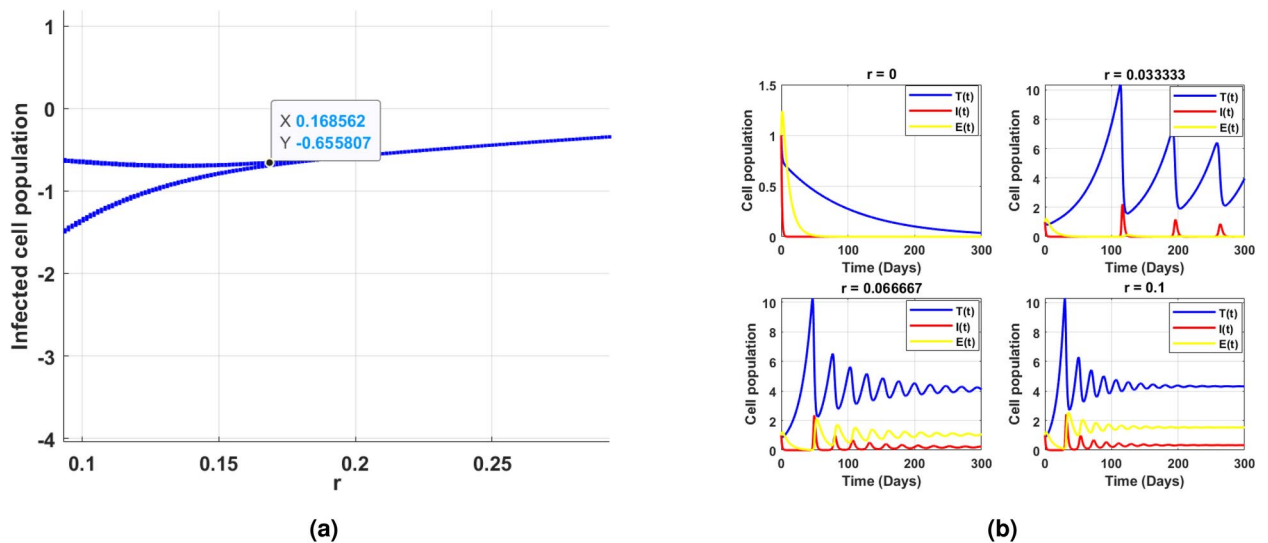 1
0
-1
-2
-3
-4
Infected cell population
X 0.168562
Y -0.655807
0.1 0.15 0.2 0.25
r
(a)
r = 0
1.5
1
0.5
0
Cell population
T(t)
I(t)
E(t)
0 100 200 300
Time (Days)
r = 0.033333
10
8
6
4
2
0
Cell population
T(t)
I(t)
E(t)
0 100 200 300
Time (Days)
r = 0.066667
10
8
6
4
2
0
Cell population
T(t)
I(t)
E(t)
0 100 200 300
Time (Days)
r = 0.1
10
8
6
4
2
0
Cell population
T(t)
I(t)
E(t)
0 100 200 300
Time (Days)
(b)